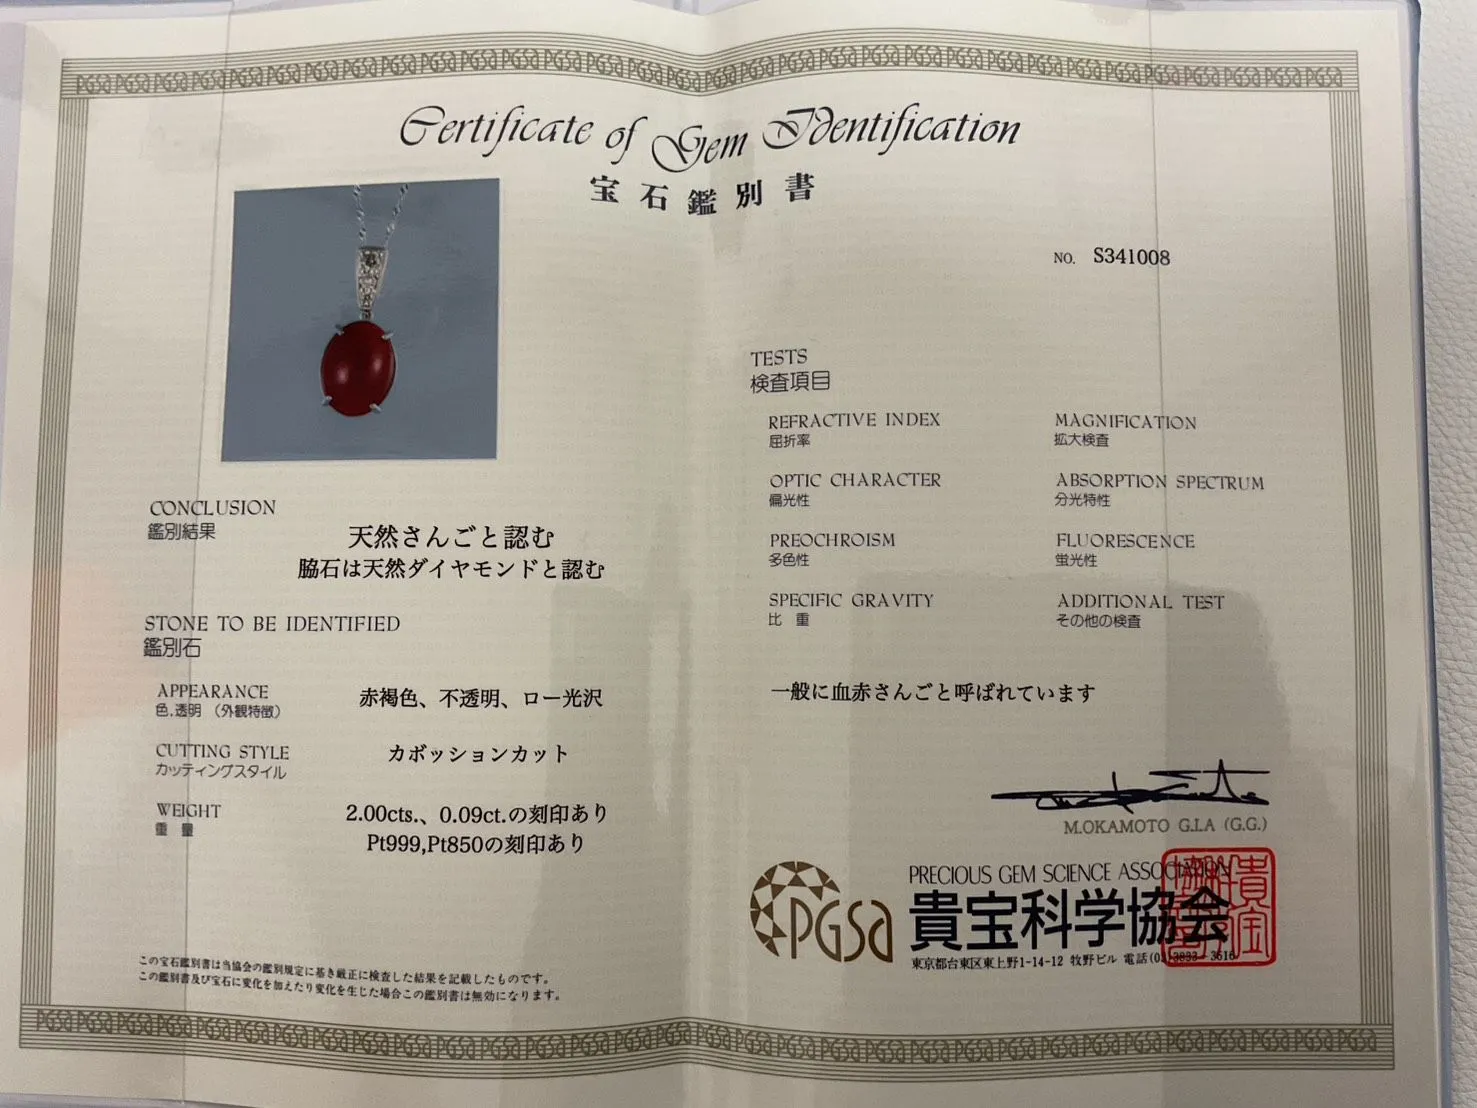 Certificate of Gem Identification
宝石鑑別書
NO. S341008
CONCLUSION
鑑別結果
天然さんごと認む
脇石は天然ダイヤモンドと認む
STONE TO BE IDENTIFIED
鑑別石
APPEARANCE
色,透明 (外観特徴)
赤褐色、不透明、ロー光沢
CUTTING STYLE
カッティングスタイル
カボッションカット
WEIGHT
重 量
2.00cts.、0.09ct.の刻印あり
Pt999,Pt850の刻印あり
この宝石鑑別書は当協会の鑑別規定に基き厳正に検査した結果を記載したものです。
この鑑別書及び宝石に変化を加えたり変化を生じた場合この鑑別書は無効になります。
TESTS
検査項目
REFRACTIVE INDEX
屈折率
MAGNIFICATION
拡大検査
OPTIC CHARACTER
偏光性
ABSORPTION SPECTRUM
分光特性
PREOCHROISM
多色性
FLUORESCENCE
蛍光性
SPECIFIC GRAVITY
比 重
ADDITIONAL TEST
その他の検査
一般に血赤さんごと呼ばれています
M.OKAMOTO G.I.A (G.G.)
PGSa
PRECIOUS GEM SCIENCE ASSOCIATION
貴宝科学協会
東京都台東区東上野1-14-12 牧野ビル 電話(03)3833-3616